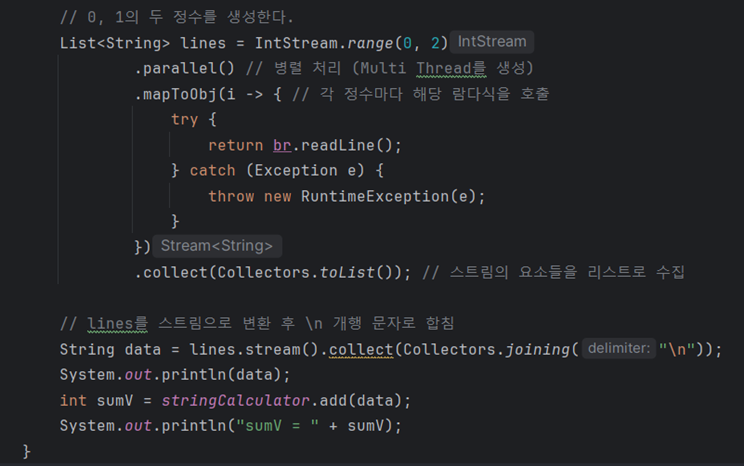 // 0, 1의 두 정수를 생성한다.
List<String> lines = IntStream.range(0, 2) IntStream
.parallel() // 병렬 처리 (Multi Thread를 생성)
.mapToObj(i -> { // 각 정수마다 해당 람다식을 호출
try {
return br.readLine();
} catch (Exception e) {
throw new RuntimeException(e);
}
}) Stream<String>
.collect(Collectors.toList()); // 스트림의 요소들을 리스트로 수집
// lines를 스트림으로 변환 후 \n 개행 문자로 합침
String data = lines.stream().collect(Collectors.joining( delimiter: "\n"));
System.out.println(data);
int sumV = stringCalculator.add(data);
System.out.println("sumV = " + sumV);
}